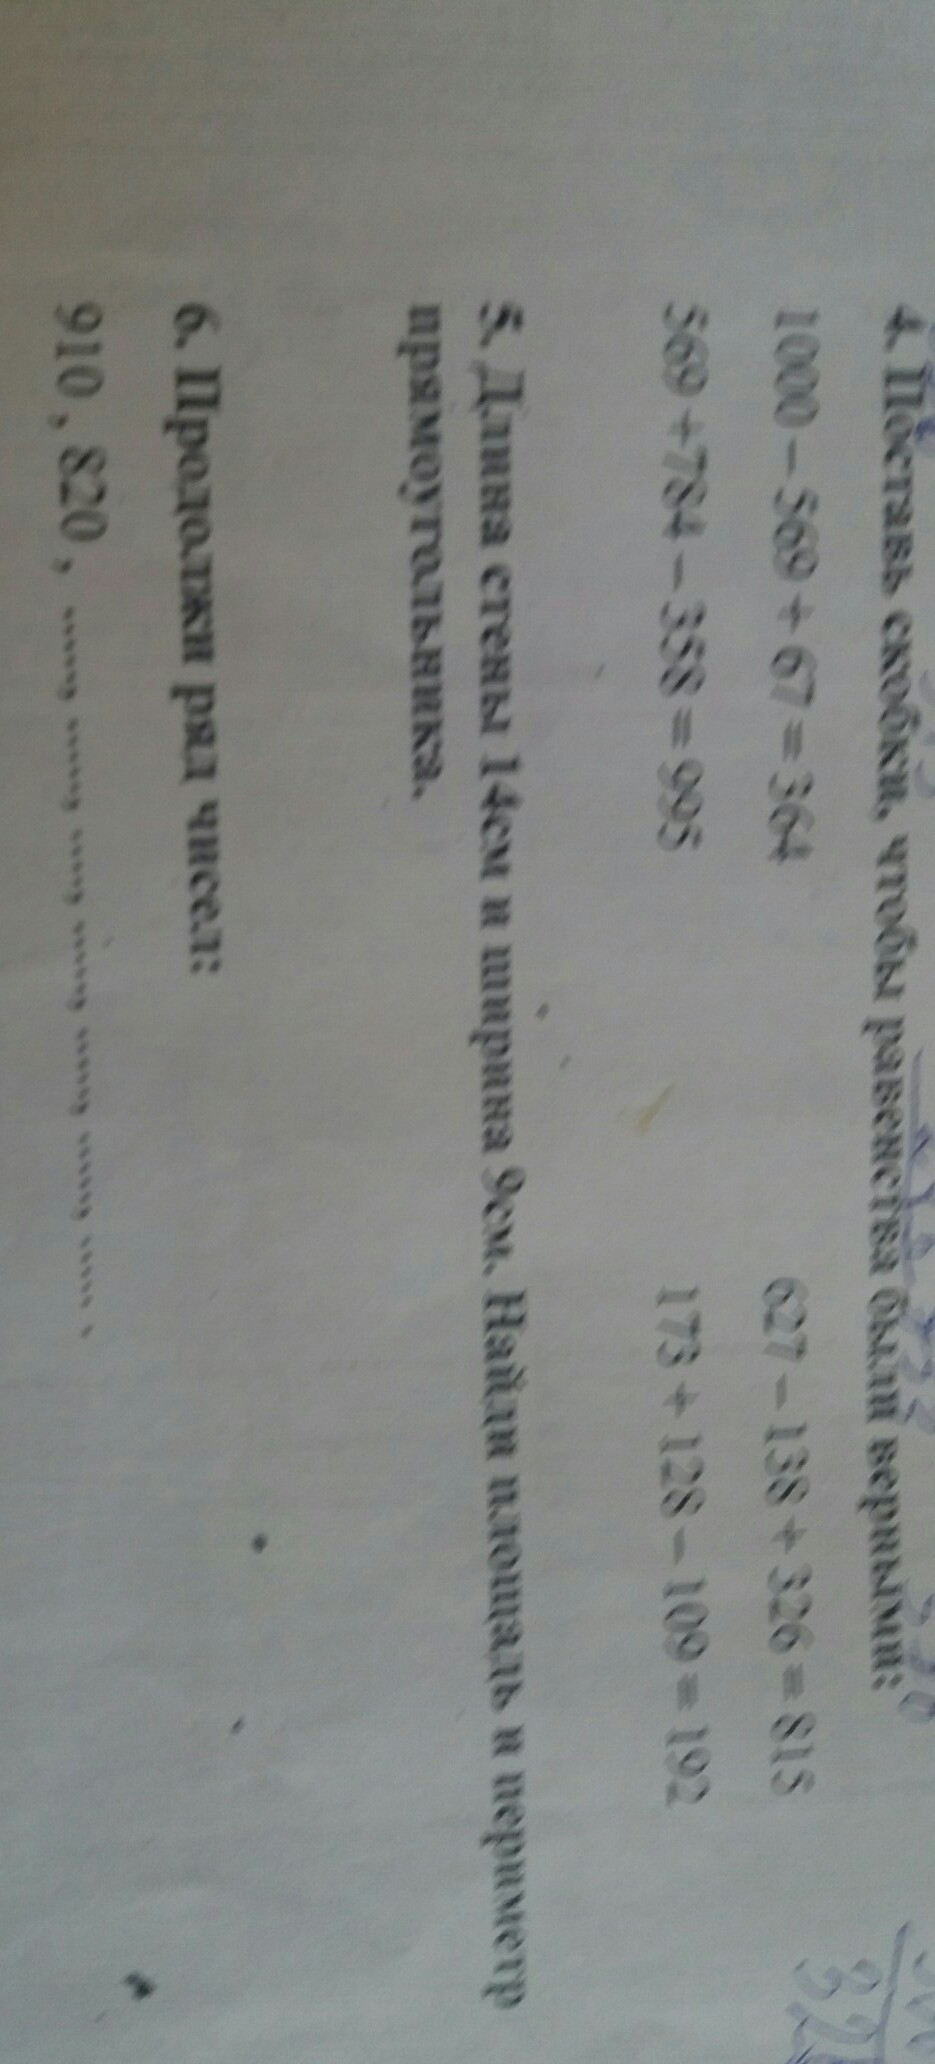 4. Поставь скобки, чтобы равенства были верными:
1000 – 569 + 67 = 364 627 – 138 + 326 = 815
569 +784 – 358 = 995 173 + 128 – 109 = 192
5. Длина стены 14см и ширина 9см. Найди площадь и периметр
прямоугольника.
6. Продолжи ряд чисел:
910 , 820 , ......, ......, ......, ......, ......, ......, ..... .